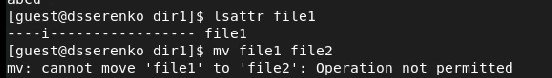 abcd
[guest@dsserenko dir1]$ lsattr file1
----i----------------- file1
[guest@dsserenko dir1]$ mv file1 file2
mv: cannot move 'file1' to 'file2': Operation not permitted